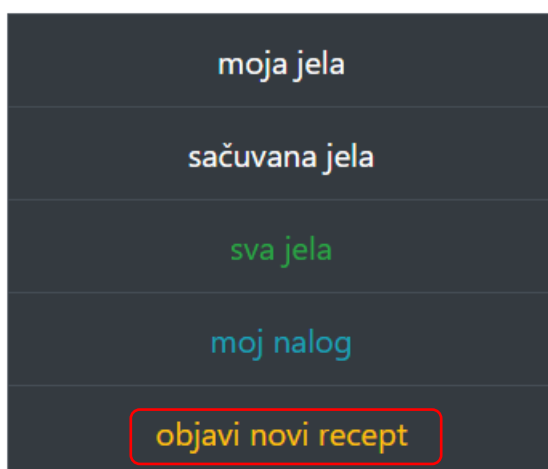 moja jela
sačuvana jela
sva jela
moj nalog
objavi novi recept